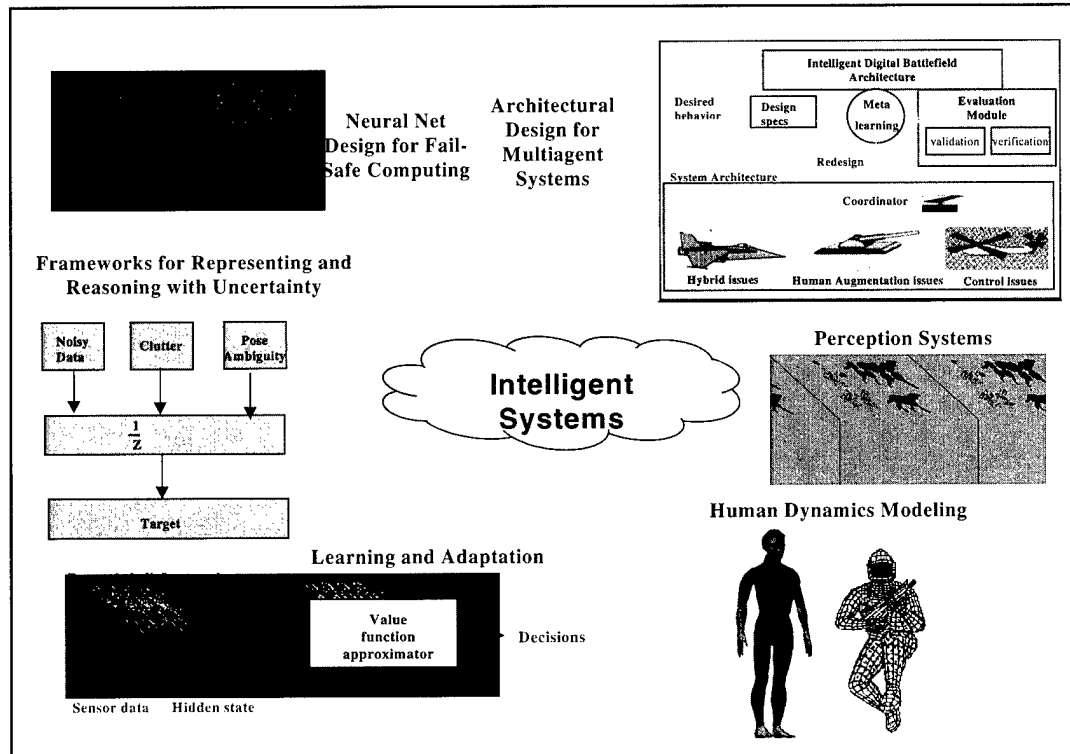 Neural Net
Design for Fail-
Safe Computing
Architectural
Design for
Multiagent
Systems
Intelligent Digital Battlefield
Architecture
Desired
behavior
Design
specs
Meta
learning
Evaluation
Module
validation
verification
Redesign
System Architecture
Coordinator
Hybrid issues
Human Augmentation issues
Control Issues
Frameworks for Representing and
Reasoning with Uncertainty
Noisy
Data
Clutter
Pose
Ambiguity
1
Z
Target
Intelligent
Systems
Perception Systems
Human Dynamics Modeling
Learning and Adaptation
Value
function
approximator
Decisions
Sensor data
Hidden state